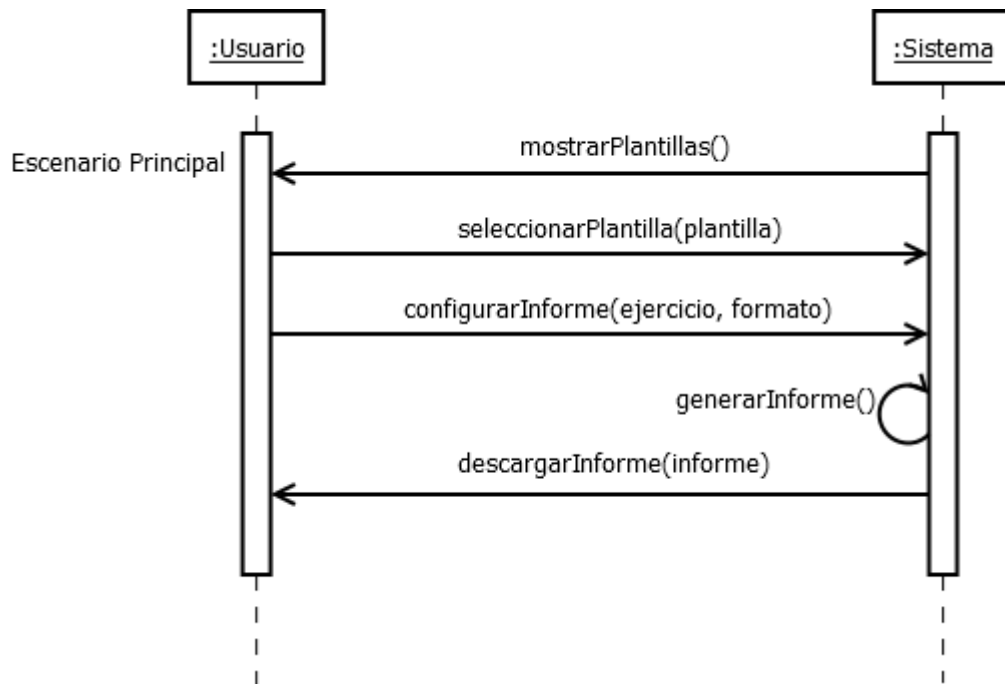 :Usuario
:Sistema
Escenario Principal
mostrarPlantillas()
seleccionarPlantilla(plantilla)
configurarInforme(ejercicio, formato)
generarInforme()
descargarInforme(informe)